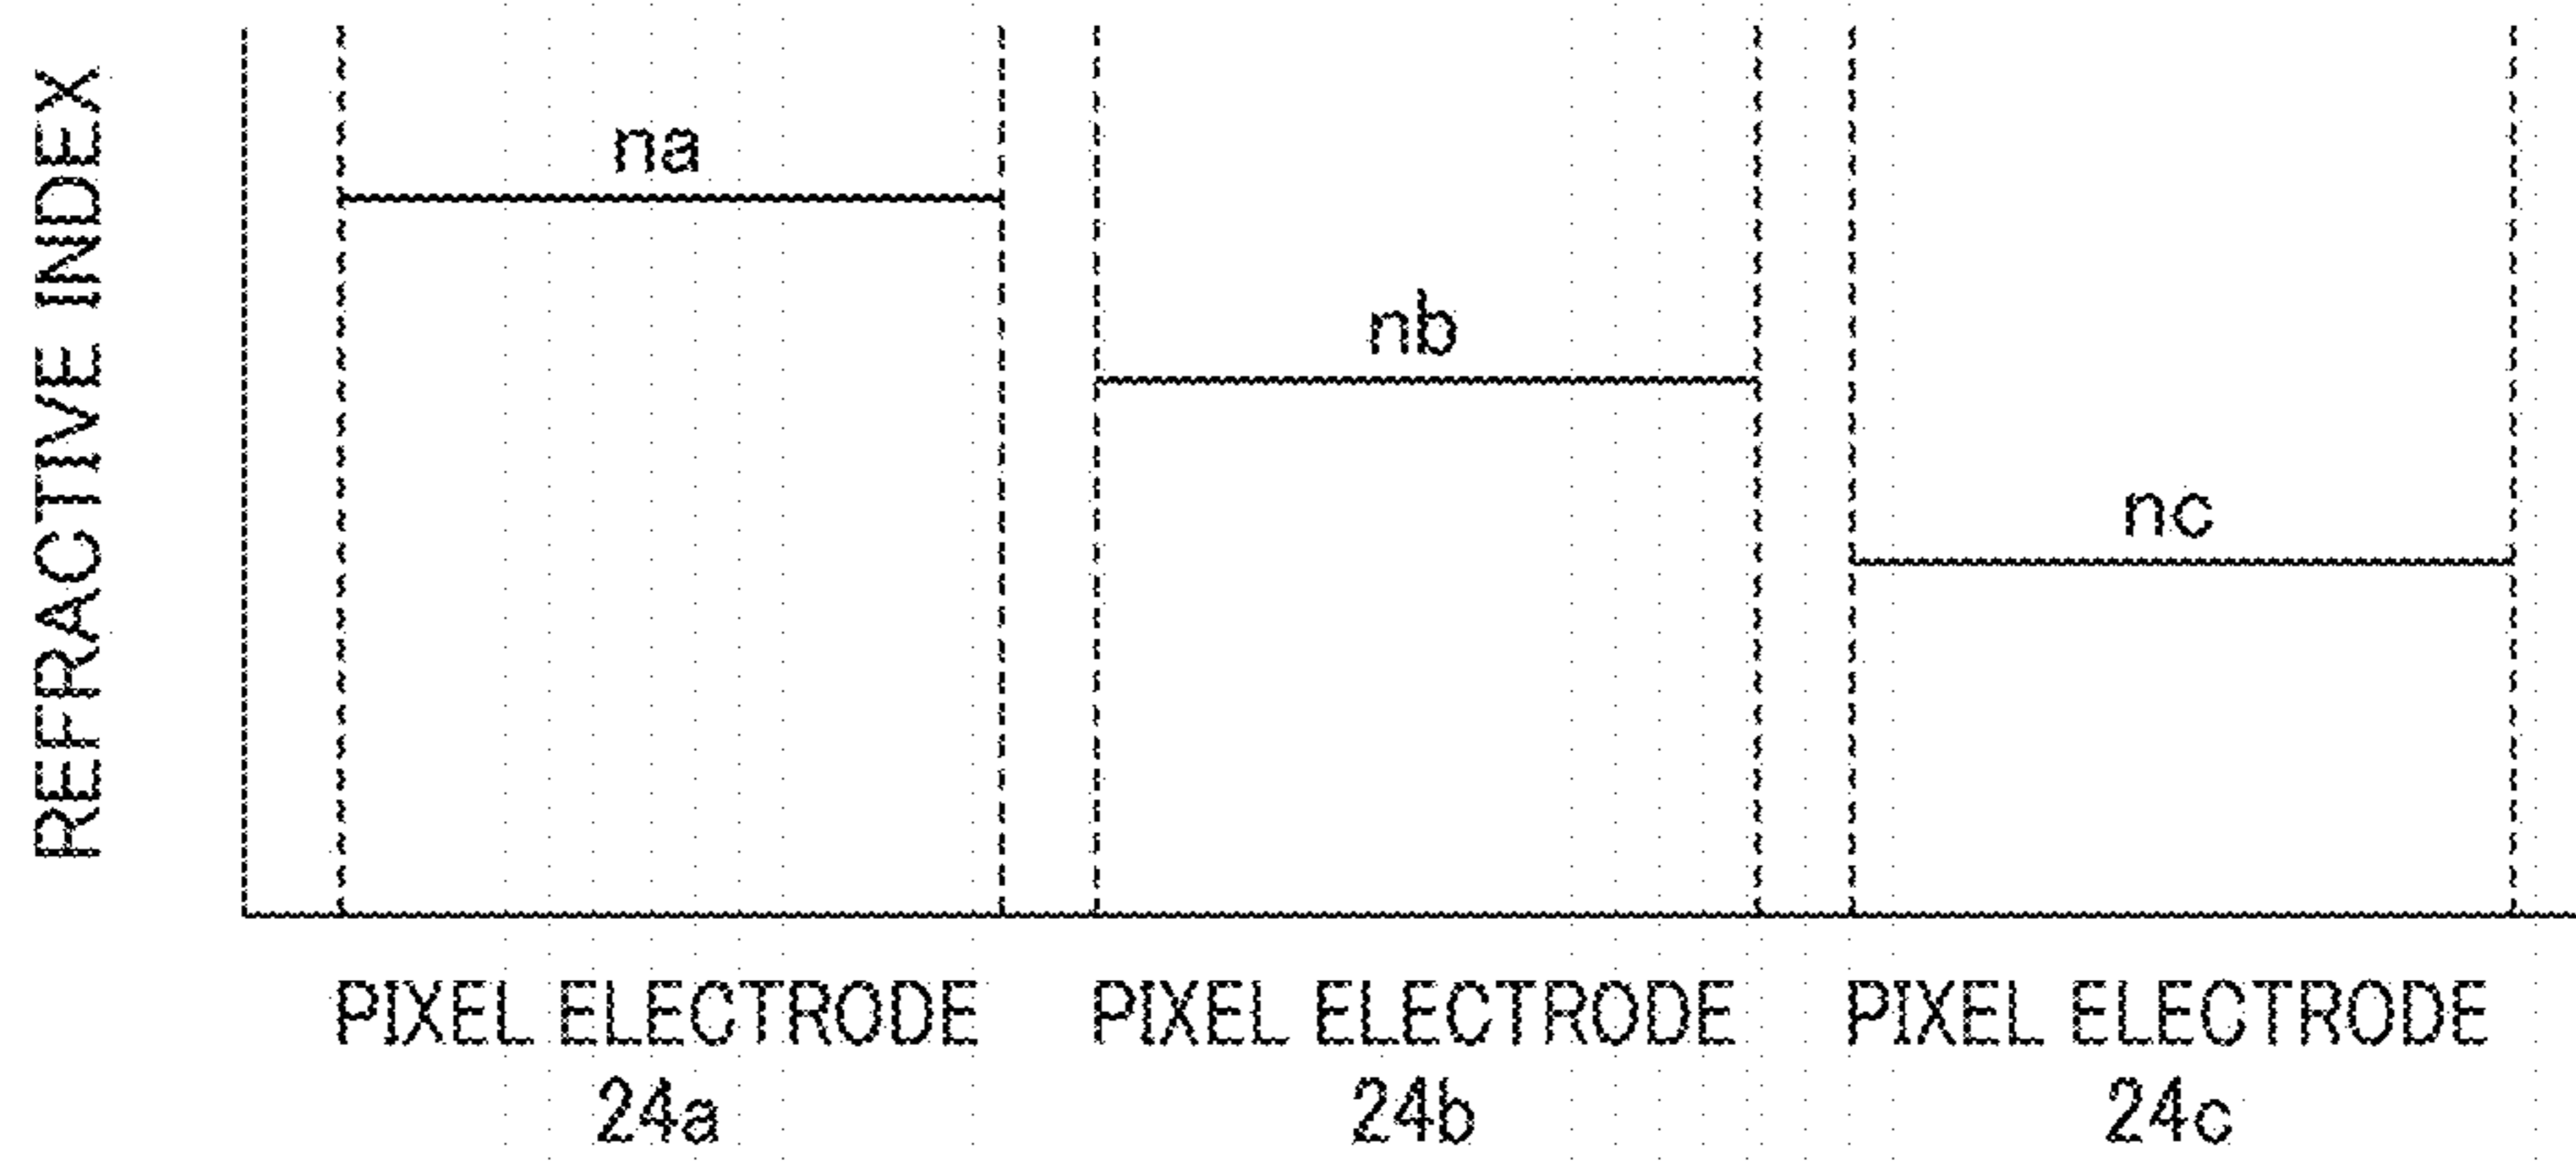 REFRACTIVE INDEX
na
nb
nc
PIXEL ELECTRODE
24a
PIXEL ELECTRODE
24b
PIXEL ELECTRODE
24c